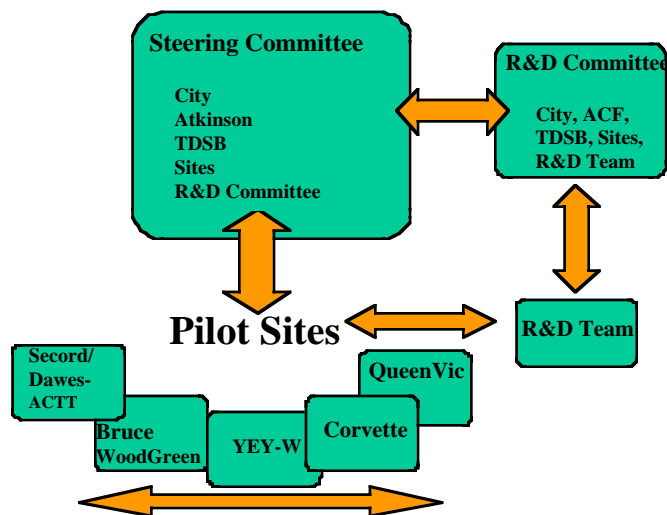 Steering Committee
City
Atkinson
TDSB
Sites
R&D Committee
R&D Committee
City, ACF,
TDSB, Sites,
R&D Team
Pilot Sites
R&D Team
Secord/
Dawes-
ACTT
Bruce
WoodGreen
YEY-W
Corvette
QueenVic